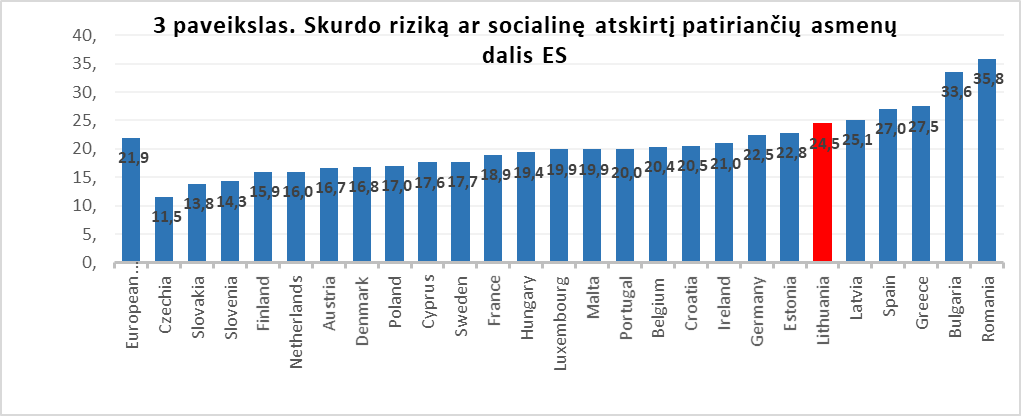 3 paveikslas. Skurdo riziką ar socialinę atskirtį patiriančių asmenų
dalis ES
40,
35,
30,
25,
20,
15,
10,
5,
0,
21,9
11,5
13,8
14,3
15,9
16,0
16,7
16,8
17,0
17,6
17,7
18,9
19,4
19,9
19,9
20,0
20,4
20,5
21,0
22,5
22,8
24,5
25,1
27,0
27,5
33,6
35,8
European…
Czechia
Slovakia
Slovenia
Finland
Netherlands
Austria
Denmark
Poland
Cyprus
Sweden
France
Hungary
Luxembourg
Malta
Portugal
Belgium
Croatia
Ireland
Germany
Estonia
Lithuania
Latvia
Spain
Greece
Bulgaria
Romania